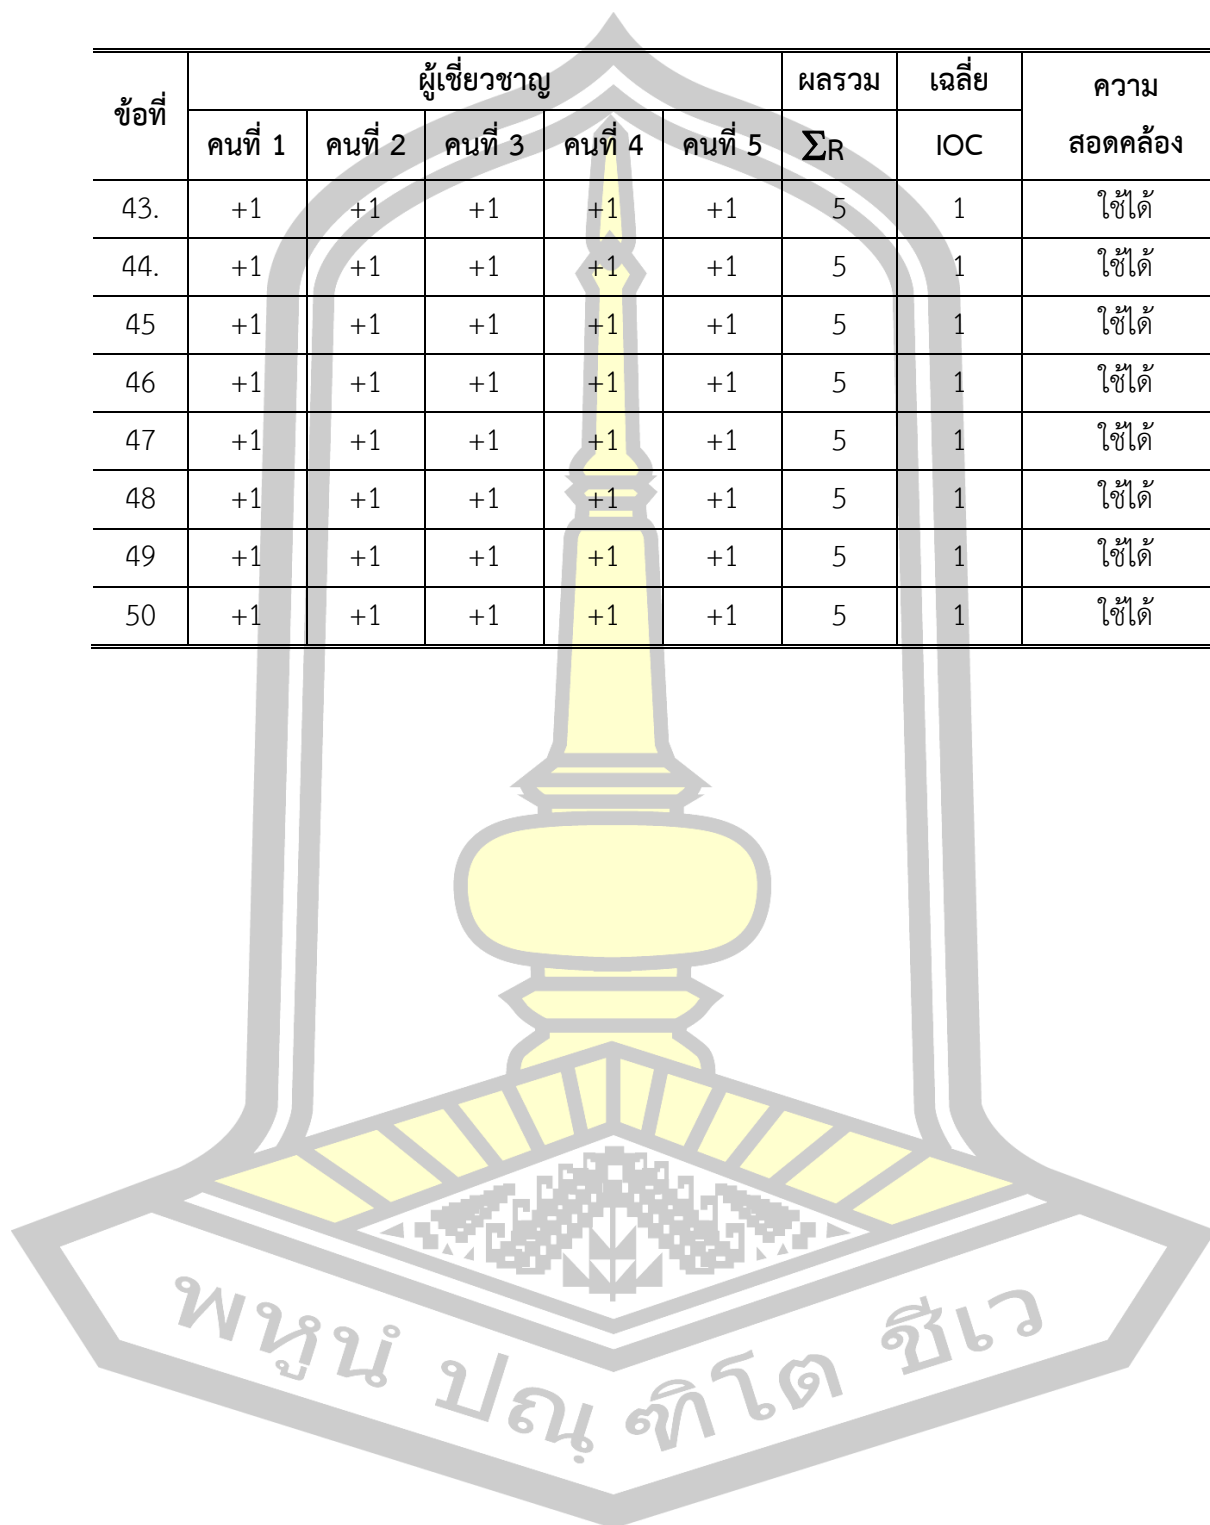 ข้อที่ ผู้เชี่ยวชาญ ผลรวม เฉลี่ย ความ
คนที่ 1 คนที่ 2 คนที่ 3 คนที่ 4 คนที่ 5 ΣR IOC สอดคล้อง
43. +1 +1 +1 +1 +1 5 1 ใช้ได้
44. +1 +1 +1 +1 +1 5 1 ใช้ได้
45 +1 +1 +1 +1 +1 5 1 ใช้ได้
46 +1 +1 +1 +1 +1 5 1 ใช้ได้
47 +1 +1 +1 +1 +1 5 1 ใช้ได้
48 +1 +1 +1 +1 +1 5 1 ใช้ได้
49 +1 +1 +1 +1 +1 5 1 ใช้ได้
50 +1 +1 +1 +1 +1 5 1 ใช้ได้
พหูนํ ปณฺฑิโต ชีเว